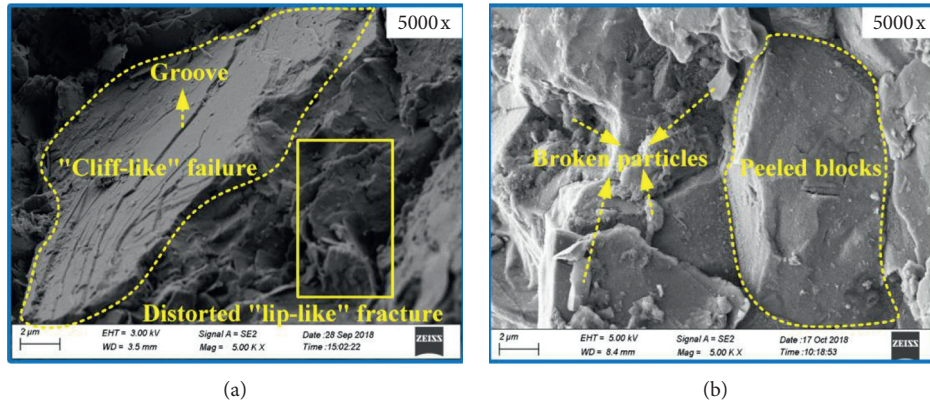 5000 x
Groove
"Cliff-like" failure
Distorted "lip-like" fracture
2 μm
EHT = 3.00 kV
Signal A = SE2
Date :28 Sep 2018
WD = 3.5 mm
Mag = 5.00 K X
Time :15:02:22
ZEISS
(a)
5000 x
Broken particles
Peeled blocks
2 μm
EHT = 5.00 kV
Signal A = SE2
Date :17 Oct 2018
WD = 8.4 mm
Mag = 5.00 K X
Time :10:18:53
ZEISS
(b)